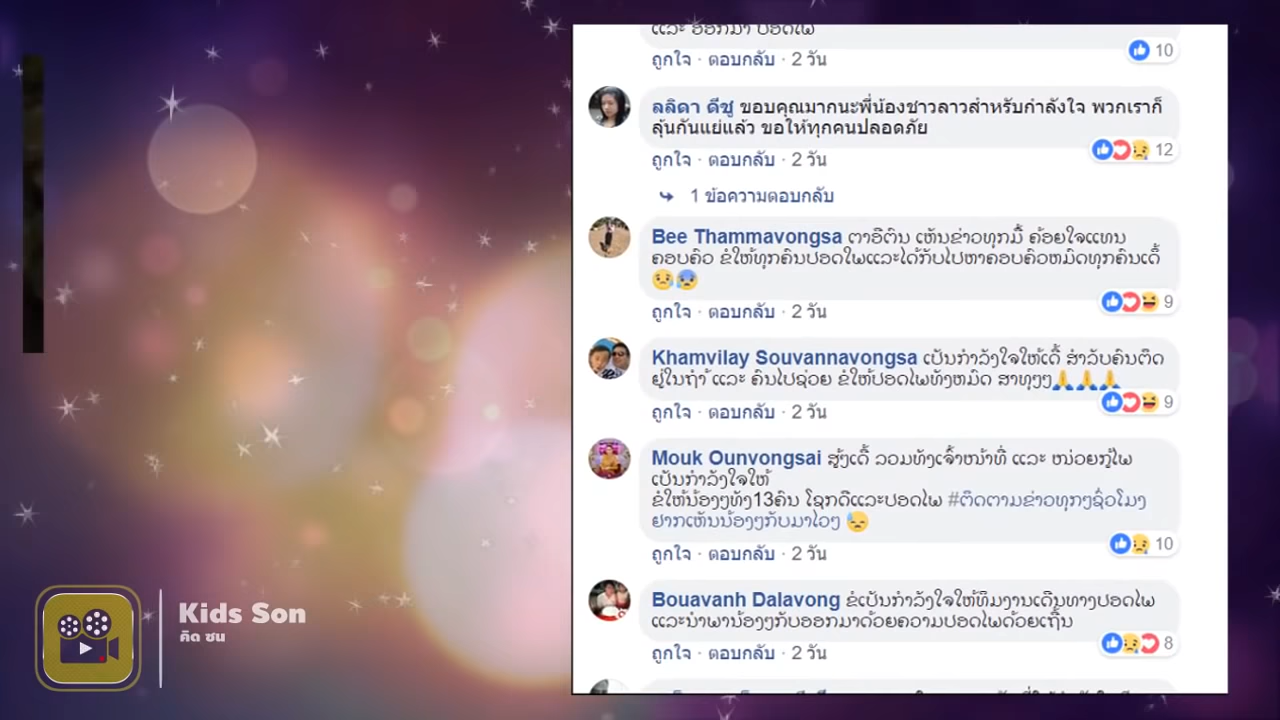 ແລະ ອອກມາ ປອດໄພ
ถูกใจ · ตอบกลับ · 2 วัน
10
ลลิดา ดีชู ขอบคุณมากนะพี่น้องชาวลาวสำหรับกำลังใจ พวกเราก็
ลุ้นกันแย่แล้ว ขอให้ทุกคนปลอดภัย
12
ถูกใจ · ตอบกลับ · 2 วัน
1 ข้อความตอบกลับ
Bee Thammavongsa ຕາອີຕົນ ເຫັນຂ່າວທຸກມື້ ຄ້ອຍໃຈແທນ
ຄອບຄົວ ຂໍໃຫ້ທຸກຄົນປອດໃພແລະໄດ້ກັບໄປຫາຄອບຄົວຫມົດທຸກຄົນເດີ້
😥😰
9
ถูกใจ · ตอบกลับ · 2 วัน
Khamvilay Souvannavongsa ເປັນກຳລັງໃຈໃຫ້ເດີ້ ສຳລັບຄົນຕິດ
ຢູ່ໃນຖຳ້ ແລະ ຄົນໄປຊ່ວຍ ຂໍໃຫ້ປອດໄພທັງຫມົດ ສາທຸໆໆ🙏🙏🙏
9
ถูกใจ · ตอบกลับ · 2 วัน
Mouk Ounvongsai ສູ້ໆເດີ້ ລວມທັງເຈົ້າໜ້າທີ່ ແລະ ໜ່ອຍກູ້ໄພ
ເປັນກຳລັງໃຈໃຫ້
ຂໍໃຫ້ນ້ອງໆທັງ13ຄົນ ໂຊກດີແລະປອດໄພ #ຕິດຕາມຂ່າວທຸກໆຊົ່ວໂມງ
ຢາກເຫັນນ້ອງໆກັບມາໄວໆ 😓
10
ถูกใจ · ตอบกลับ · 2 วัน
Bouavanh Dalavong ຂໍເປັນກຳລັງໃຈໃຫ້ທິມງານເດີນທາງປອດໄພ
ແລະນຳພານ້ອງໆກັບອອກມາດ້ວຍຄວາມປອດໄພດ້ວຍເຖີ້ນ
8
ถูกใจ · ตอบกลับ · 2 วัน
Kids Son
คิด ซน